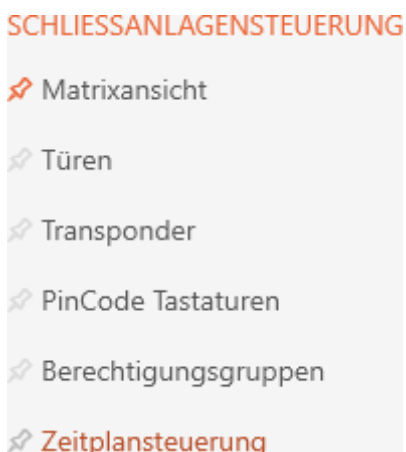 SCHLIESSANLAGENSTEUERUNG
Matrixansicht
Türen
Transponder
PinCode Tastaturen
Berechtigungsgruppen
Zeitplansteuerung